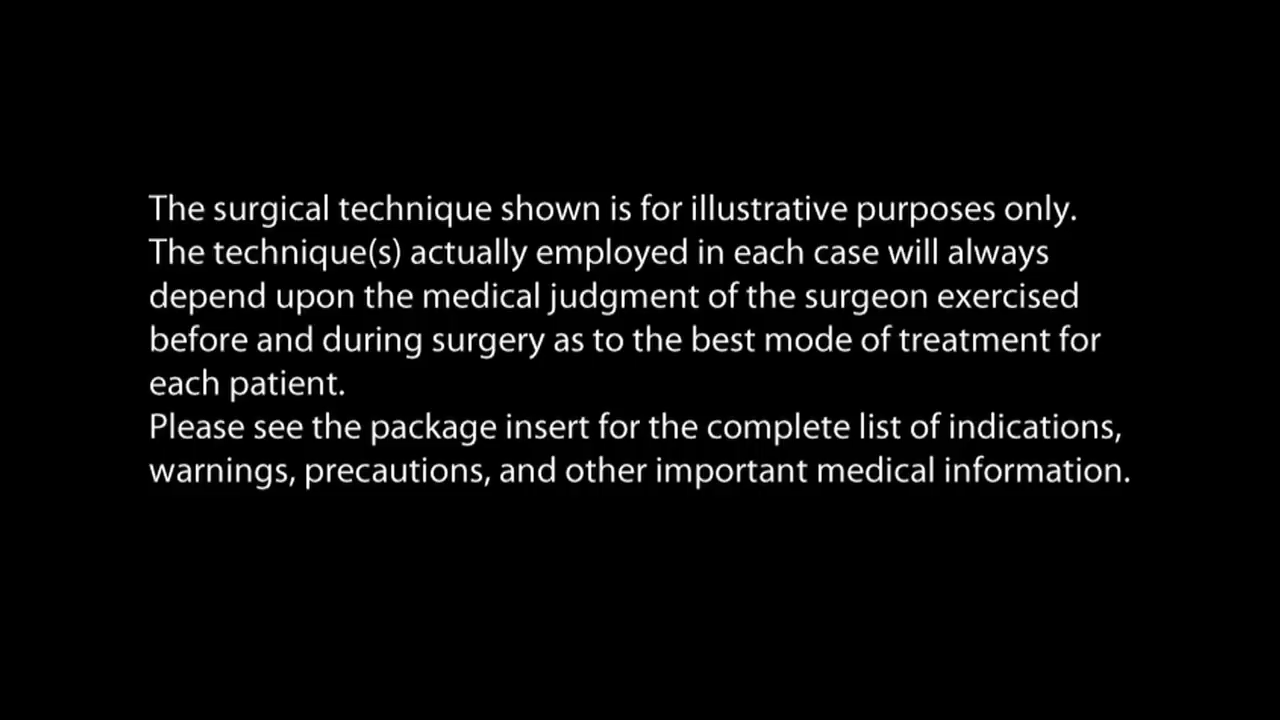 The surgical technique shown is for illustrative purposes only.
The technique(s) actually employed in each case will always
depend upon the medical judgment of the surgeon exercised
before and during surgery as to the best mode of treatment for
each patient.
Please see the package insert for the complete list of indications,
warnings, precautions, and other important medical information.